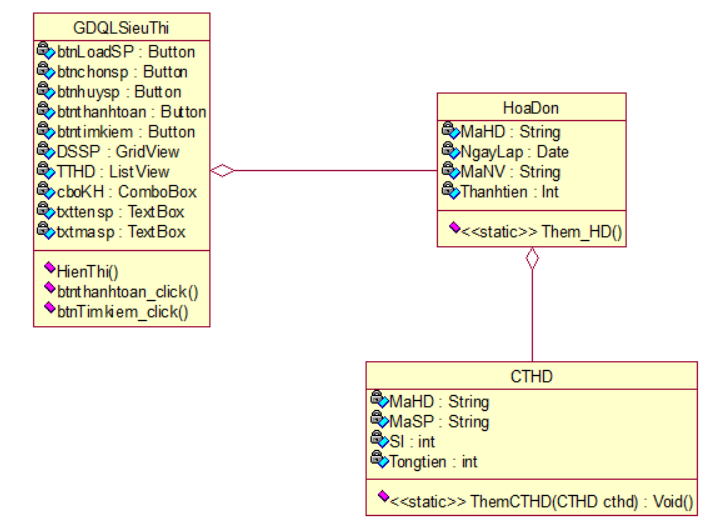 GDQLSieuThi
btnLoadSP : Button
btnchonsp : Button
btnhuysp : Button
btnthanhtoan : Button
btntimkiem : Button
DSSP : GridView
TTHD : ListView
cboKH : ComboBox
txttensp : TextBox
txtmasp : TextBox
HienThi()
btnthanhtoan_click()
btnTimkiem_click()
HoaDon
MaHD : String
NgayLap : Date
MaNV : String
Thanhtien : Int
<<static>> Them_HD()
CTHD
MaHD : String
MaSP : String
Sl : int
Tongtien : int
<<static>> ThemCTHD(CTHD cthd) : Void()